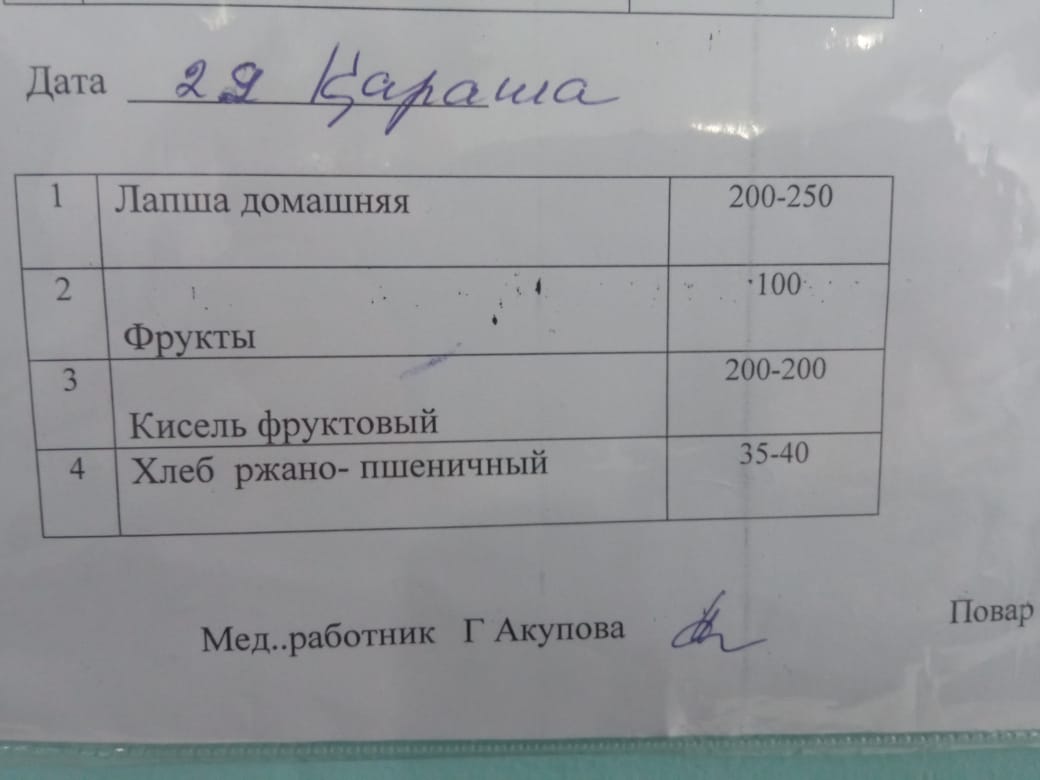 Дата 29 Қараша
1 Лапша домашняя 200-250
2 Фрукты 100
3 Кисель фруктовый 200-200
4 Хлеб ржано- пшеничный 35-40
Мед..работник Г Акупова Повар